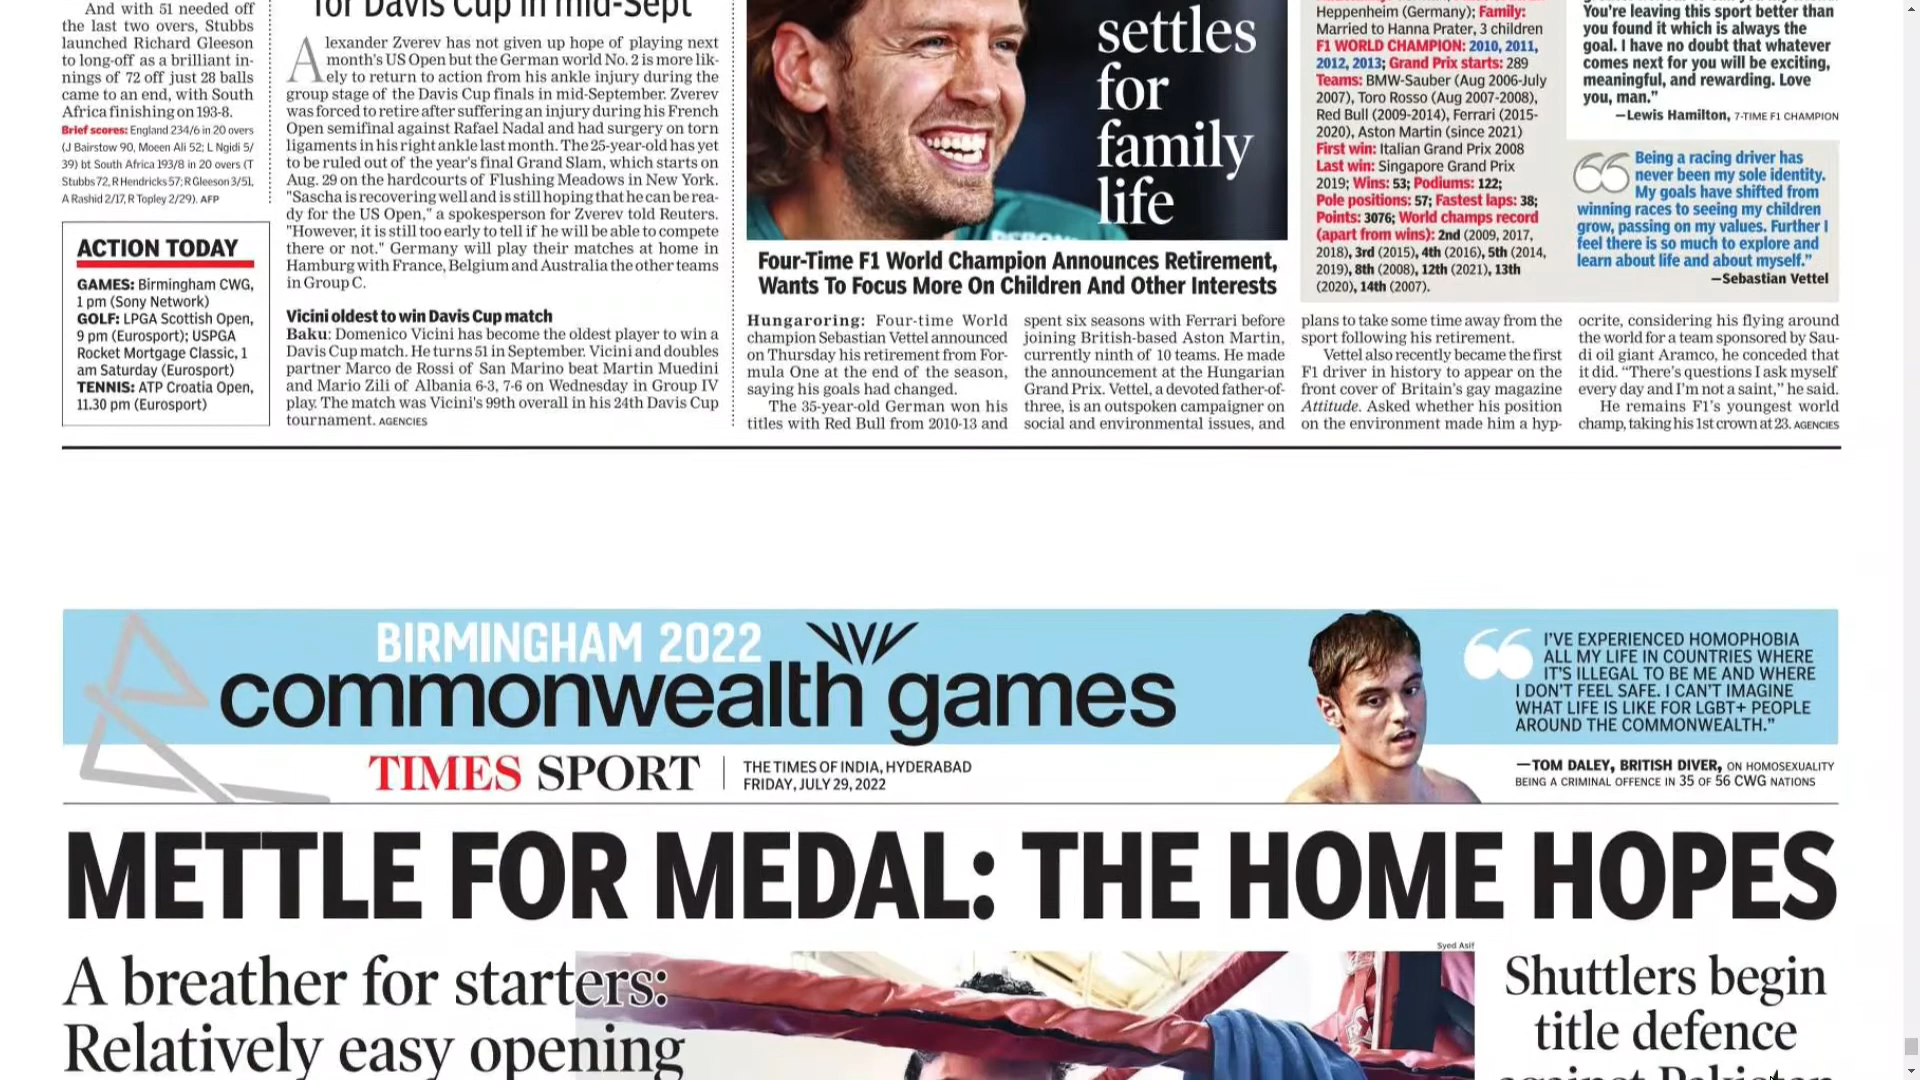 And with 51 needed off
the last two overs, Stubbs
launched Richard Gleeson
to long-off as a brilliant in-
nings of 72 off just 28 balls
came to an end, with South
Africa finishing on 193-8.
Brief scores: England 234/6 in 20 overs
(J Bairstow 90, Moeen Ali 52; L Ngidi 5/
39) bt South Africa 193/8 in 20 overs (T
Stubbs 72, R Hendricks 57; R Gleeson 3/51,
A Rashid 2/17, R Topley 2/29). AFP
ACTION TODAY
GAMES: Birmingham CWG,
1 pm (Sony Network)
GOLF: LPGA Scottish Open,
9 pm (Eurosport); USPGA
Rocket Mortgage Classic, 1
am Saturday (Eurosport)
TENNIS: ATP Croatia Open,
11.30 pm (Eurosport)
for Davis Cup in mid-Sept
Alexander Zverev has not given up hope of playing next
month's US Open but the German world No. 2 is more lik-
ely to return to action from his ankle injury during the
group stage of the Davis Cup finals in mid-September. Zverev
was forced to retire after suffering an injury during his French
Open semifinal against Rafael Nadal and had surgery on torn
ligaments in his right ankle last month. The 25-year-old has yet
to be ruled out of the year's final Grand Slam, which starts on
Aug. 29 on the hardcourts of Flushing Meadows in New York.
"Sascha is recovering well and is still hoping that he can be rea-
dy for the US Open," a spokesperson for Zverev told Reuters.
"However, it is still too early to tell if he will be able to compete
there or not." Germany will play their matches at home in
Hamburg with France, Belgium and Australia the other teams
in Group C.
Vicini oldest to win Davis Cup match
Baku: Domenico Vicini has become the oldest player to win a
Davis Cup match. He turns 51 in September. Vicini and doubles
partner Marco de Rossi of San Marino beat Martin Muedini
and Mario Zili of Albania 6-3, 7-6 on Wednesday in Group IV
play. The match was Vicini's 99th overall in his 24th Davis Cup
tournament. AGENCIES
settles
for
family
life
Four-Time F1 World Champion Announces Retirement,
Wants To Focus More On Children And Other Interests
Hungaroring: Four-time World
champion Sebastian Vettel announced
on Thursday his retirement from For-
mula One at the end of the season,
saying his goals had changed.
The 35-year-old German won his
titles with Red Bull from 2010-13 and
spent six seasons with Ferrari before
joining British-based Aston Martin,
currently ninth of 10 teams. He made
the announcement at the Hungarian
Grand Prix. Vettel, a devoted father-of-
three, is an outspoken campaigner on
social and environmental issues, and
plans to take some time away from the
sport following his retirement.
Vettel also recently became the first
F1 driver in history to appear on the
front cover of Britain's gay magazine
Attitude. Asked whether his position
on the environment made him a hyp-
ocrite, considering his flying around
the world for a team sponsored by Sau-
di oil giant Aramco, he conceded that
it did. “There's questions I ask myself
every day and I'm not a saint,” he said.
He remains F1's youngest world
champ, taking his 1st crown at 23. AGENCIES
Heppenheim (Germany); Family:
Married to Hanna Prater, 3 children
F1 WORLD CHAMPION: 2010, 2011,
2012, 2013; Grand Prix starts: 289
Teams: BMW-Sauber (Aug 2006-July
2007), Toro Rosso (Aug 2007-2008),
Red Bull (2009-2014), Ferrari (2015-
2020), Aston Martin (since 2021)
First win: Italian Grand Prix 2008
Last win: Singapore Grand Prix
2019; Wins: 53; Podiums: 122;
Pole positions: 57; Fastest laps: 38;
Points: 3076; World champs record
(apart from wins): 2nd (2009, 2017,
2018), 3rd (2015), 4th (2016), 5th (2014,
2019), 8th (2008), 12th (2021), 13th
(2020), 14th (2007).
You're leaving this sport better than
you found it which is always the
goal. I have no doubt that whatever
comes next for you will be exciting,
meaningful, and rewarding. Love
you, man.”
—Lewis Hamilton, 7-TIME F1 CHAMPION
Being a racing driver has
never been my sole identity.
My goals have shifted from
winning races to seeing my children
grow, passing on my values. Further I
feel there is so much to explore and
learn about life and about myself.”
—Sebastian Vettel
BIRMINGHAM 2022
commonwealth games
TIMES SPORT
THE TIMES OF INDIA, HYDERABAD
FRIDAY, JULY 29, 2022
I'VE EXPERIENCED HOMOPHOBIA
ALL MY LIFE IN COUNTRIES WHERE
IT'S ILLEGAL TO BE ME AND WHERE
I DON'T FEEL SAFE. I CAN'T IMAGINE
WHAT LIFE IS LIKE FOR LGBT+ PEOPLE
AROUND THE COMMONWEALTH.”
—TOM DALEY, BRITISH DIVER, ON HOMOSEXUALITY
BEING A CRIMINAL OFFENCE IN 35 OF 56 CWG NATIONS
METTLE FOR MEDAL: THE HOME HOPES
Syed Asif
A breather for starters:
Relatively easy opening
Shuttlers begin
title defence
against Pakistan